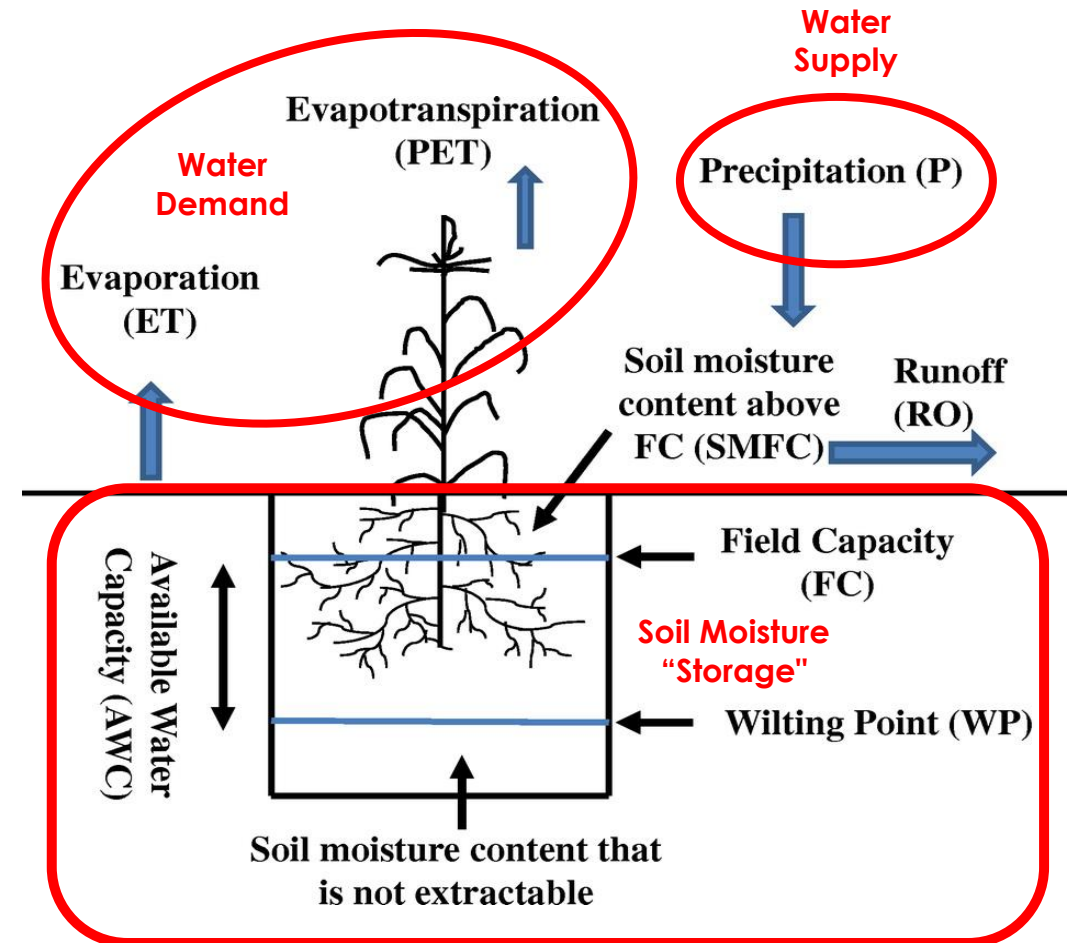 Water
Supply
Evapotranspiration
(PET)
Water
Demand
Precipitation (P)
Evaporation
(ET)
Soil moisture
content above
FC (SMFC)
Runoff
(RO)
Available Water
Capacity (AWC)
Field Capacity
(FC)
Soil Moisture
“Storage"
Wilting Point (WP)
Soil moisture content that
is not extractable